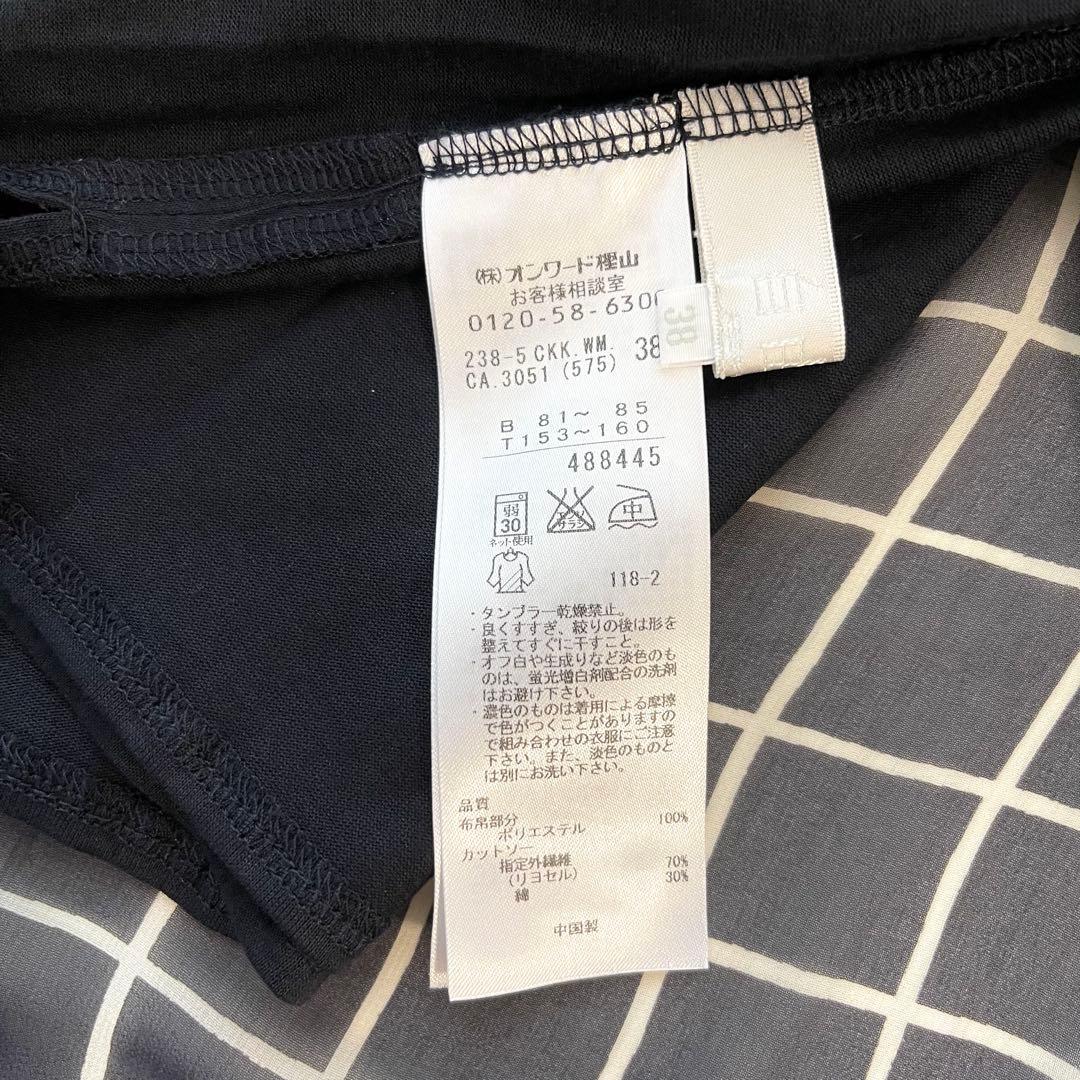 (株)オンワード樫山
お客様相談室
0120-58-630
238-5 CKK.WM. 38
CA.3051 (575)
38
B 81～ 85
T153～160
488445
弱
30
ネット使用
エンソ
サラシ
中
118-2
・タンブラー乾燥禁止。
・良くすすぎ、絞りの後は形を
整えてすぐに干すこと。
・オフ白や生成りなど淡色のも
のは、蛍光増白剤配合の洗剤
はお避け下さい。
・濃色のものは着用による摩擦
で色がつくことがありますの
で組み合わせの衣服にご注意
下さい。また、淡色のものと
は別にお洗い下さい。
品質
布帛部分 100%
ポリエステル
カットソー
指定外繊維 70%
(リヨセル) 30%
綿
中国製